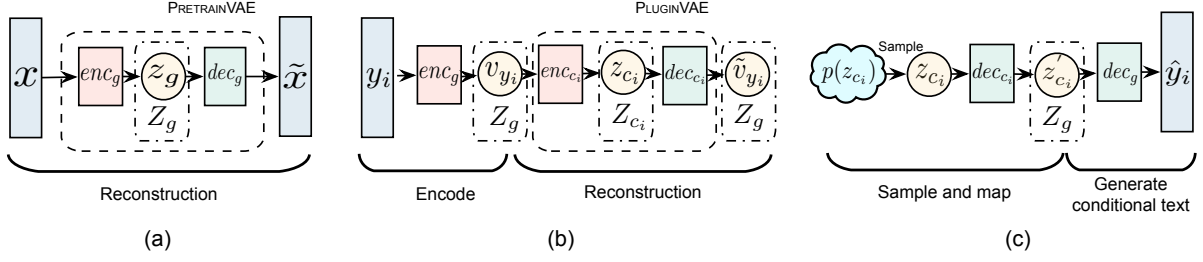 PRETRAINVAE
x enc_g z_g dec_g x̃
Z_g
Reconstruction
(a)
PLUGINVAE
y_i enc_g v_{y_i} enc_{c_i} z_{c_i} dec_{c_i} ṽ_{y_i}
Z_g Z_{c_i} Z_g
Encode Reconstruction
(b)
Sample
p(z_{c_i}) z_{c_i} dec_{c_i} z'_{c_i} dec_g ŷ_i
Z_g
Sample and map
Generate
conditional text
(c)